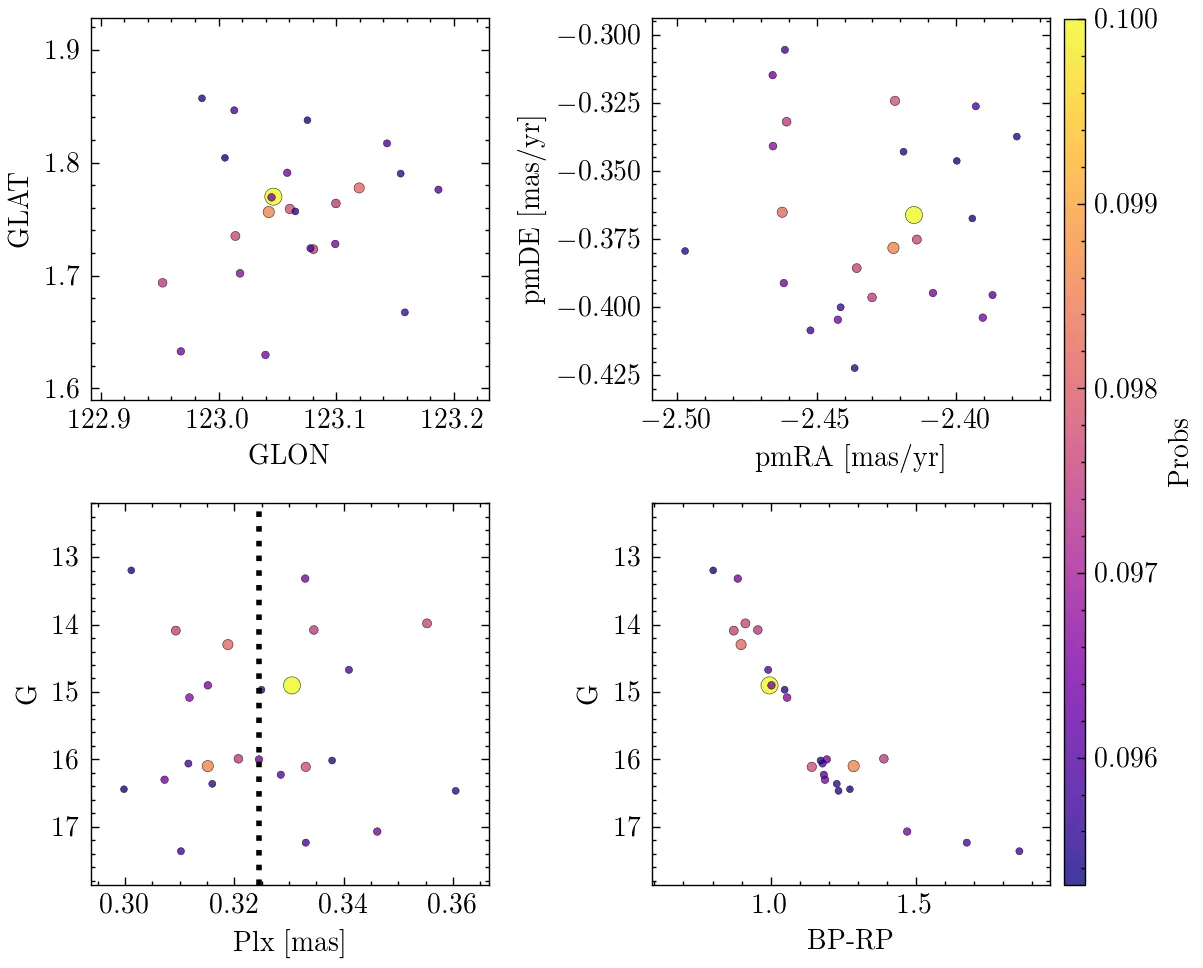 1.9
1.8
1.7
1.6
GLAT
122.9 123.0 123.1 123.2
GLON
−0.300
−0.325
−0.350
−0.375
−0.400
−0.425
pmDE [mas/yr]
−2.50 −2.45 −2.40
pmRA [mas/yr]
13
14
15
16
17
G
0.30 0.32 0.34 0.36
Plx [mas]
13
14
15
16
17
G
1.0 1.5
BP-RP
0.100
0.099
0.098
0.097
0.096
Probs